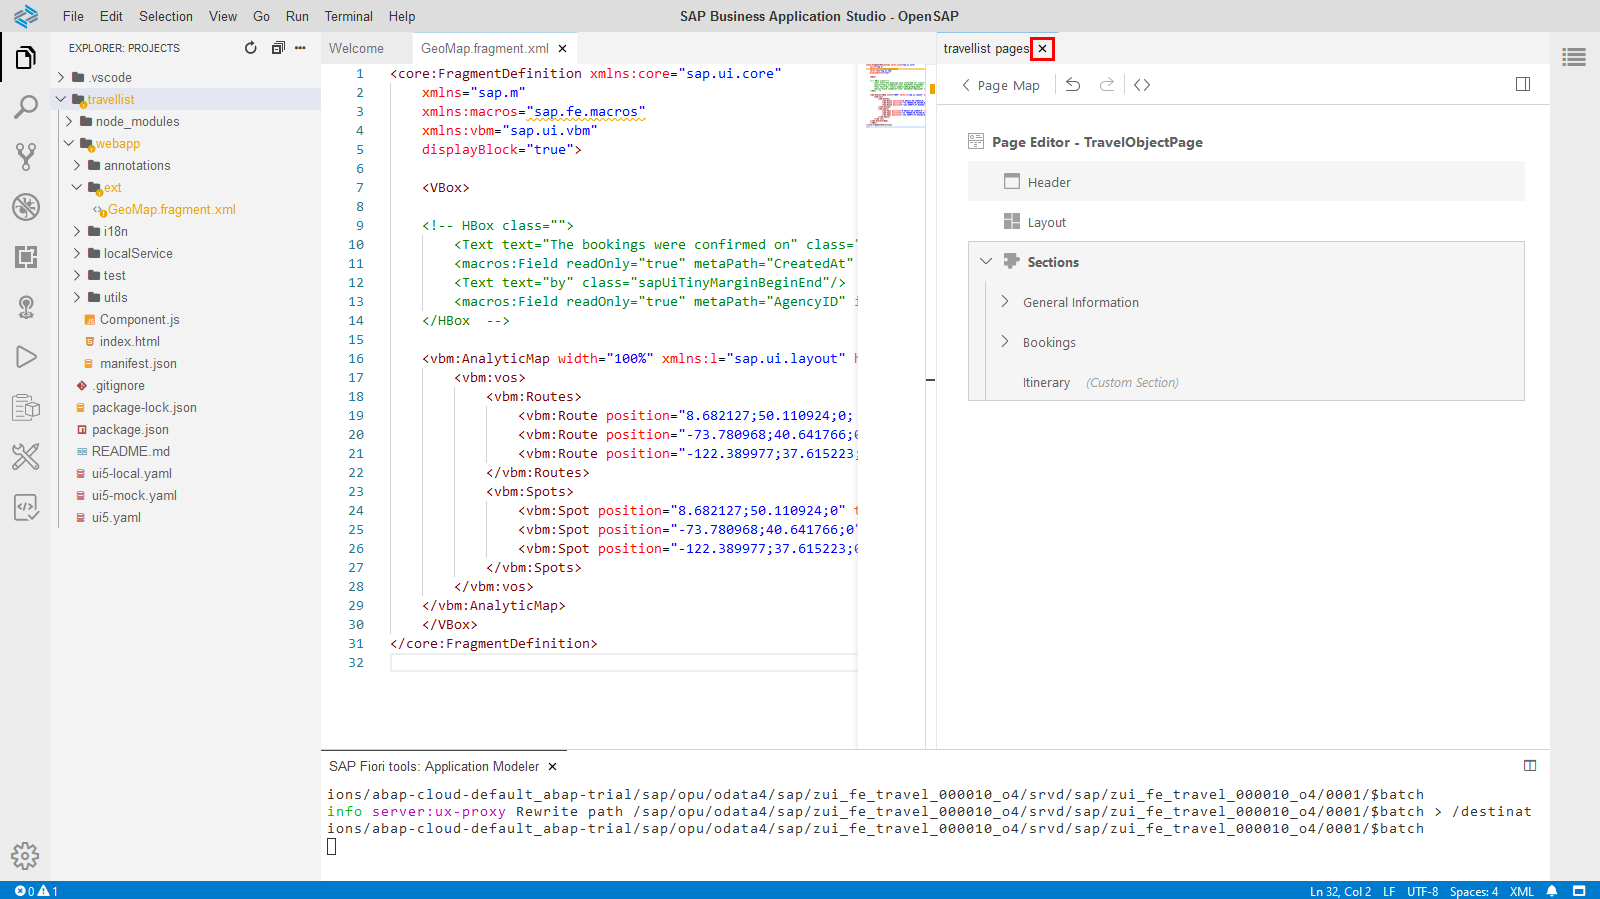 File Edit Selection View Go Run Terminal Help
SAP Business Application Studio - OpenSAP
EXPLORER: PROJECTS
.vscode
travellist
node_modules
webapp
annotations
ext
GeoMap.fragment.xml
i18n
localService
test
utils
Component.js
index.html
manifest.json
.gitignore
package-lock.json
package.json
README.md
ui5-local.yaml
ui5-mock.yaml
ui5.yaml
Welcome GeoMap.fragment.xml
1 <core:FragmentDefinition xmlns:core="sap.ui.core"
2 xmlns="sap.m"
3 xmlns:macros="sap.fe.macros"
4 xmlns:vbm="sap.ui.vbm"
5 displayBlock="true">
6
7 <VBox>
8
9 <!-- HBox class="">
10 <Text text="The bookings were confirmed on" class="
11 <macros:Field readOnly="true" metaPath="CreatedAt"
12 <Text text="by" class="sapUiTinyMarginBeginEnd"/>
13 <macros:Field readOnly="true" metaPath="AgencyID" i
14 </HBox -->
15
16 <vbm:AnalyticMap width="100%" xmlns:l="sap.ui.layout" h
17 <vbm:vos>
18 <vbm:Routes>
19 <vbm:Route position="8.682127;50.110924;0;
20 <vbm:Route position="-73.780968;40.641766;0
21 <vbm:Route position="-122.389977;37.615223;
22 </vbm:Routes>
23 <vbm:Spots>
24 <vbm:Spot position="8.682127;50.110924;0" t
25 <vbm:Spot position="-73.780968;40.641766;0"
26 <vbm:Spot position="-122.389977;37.615223;0
27 </vbm:Spots>
28 </vbm:vos>
29 </vbm:AnalyticMap>
30 </VBox>
31 </core:FragmentDefinition>
32
travellist pages
Page Map
Page Editor - TravelObjectPage
Header
Layout
Sections
General Information
Bookings
Itinerary (Custom Section)
SAP Fiori tools: Application Modeler
ions/abap-cloud-default_abap-trial/sap/opu/odata4/sap/zui_fe_travel_000010_o4/srvd/sap/zui_fe_travel_000010_o4/0001/$batch
info server:ux-proxy Rewrite path /sap/opu/odata4/sap/zui_fe_travel_000010_o4/srvd/sap/zui_fe_travel_000010_o4/0001/$batch > /destinat
ions/abap-cloud-default_abap-trial/sap/opu/odata4/sap/zui_fe_travel_000010_o4/srvd/sap/zui_fe_travel_000010_o4/0001/$batch
0 1
Ln 32, Col 2 LF UTF-8 Spaces: 4 XML